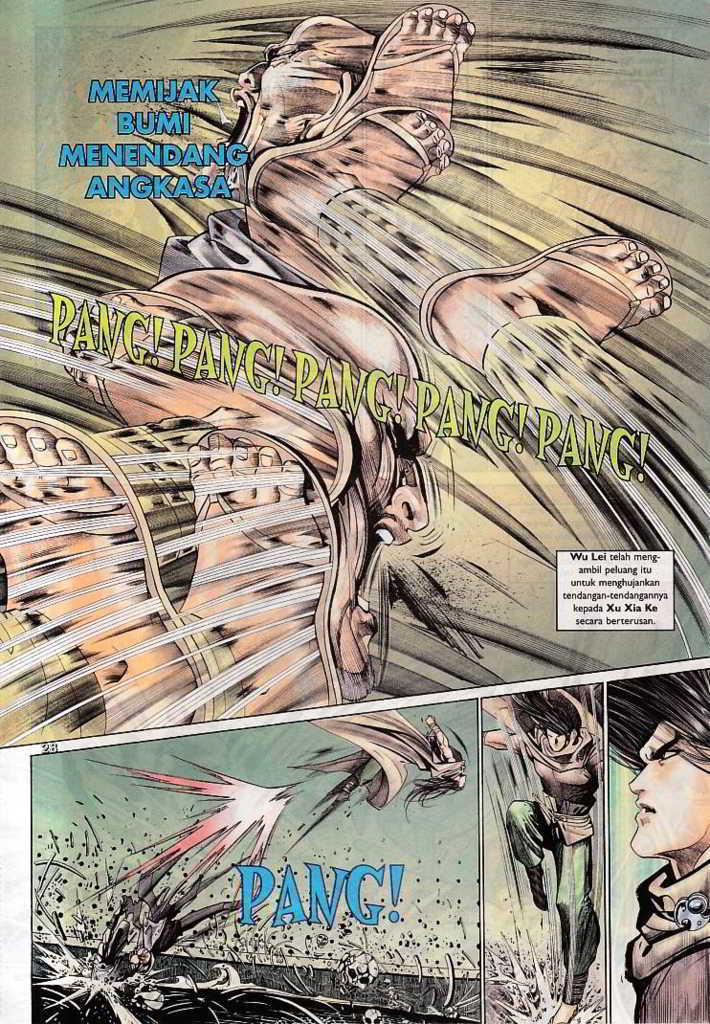 MEMIJAK
BUMI
MENENDANG
ANGKASA
PANG! PANG! PANG! PANG! PANG!
Wu Lei telah meng-
ambil peluang itu
untuk menghujankan
tendangan-tendangannya
kepada Xu Xia Ke
secara berterusan.
28
PANG!